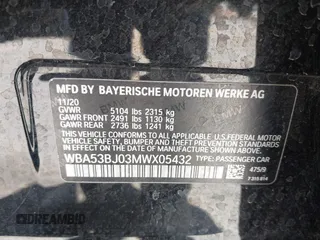 MFD BY BAYERISCHE MOTOREN WERKE AG
11/20
GVWR 5104 lbs 2315 kg
GAWR FRONT 2491 lbs 1130 kg
GAWR REAR 2736 lbs 1241 kg
THIS VEHICLE CONFORMS TO ALL APPLICABLE U.S. FEDERAL MOTOR
VEHICLE SAFETY, BUMPER AND THEFT PREVENTION STANDARDS
IN EFFECT ON THE DATE OF MANUFACTURE SHOWN ABOVE.
WBA53BJ03MWX05432 TYPE: PASSENGER CAR
475/9
DREAMBID